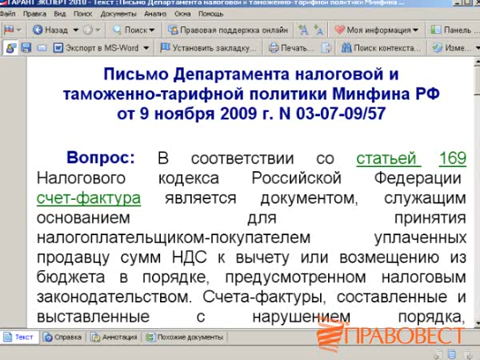 ГАРАНТ ЭКСПЕРТ 2010 - Текст : Письмо Департамента налоговой и таможенно-тарифной политики Минфина ...
Файл Правка Вид Поиск Документы Анализ Окна Помощь
Назад Поиск Правовая поддержка онлайн Моя информация Панель ...
Экспорт в MS-Word Установить закладку... Печать... Поиск контекста... Изме...
Письмо Департамента налоговой и
таможенно-тарифной политики Минфина РФ
от 9 ноября 2009 г. N 03-07-09/57
Вопрос: В соответствии со статьей 169
Налогового кодекса Российской Федерации
счет-фактура является документом, служащим
основанием для принятия
налогоплательщиком-покупателем уплаченных
продавцу сумм НДС к вычету или возмещению из
бюджета в порядке, предусмотренном налоговым
законодательством. Счета-фактуры, составленные и
выставленные с нарушением порядка,
ПРАВОВЕСТ
Текст Справка Аннотация Похожие документы